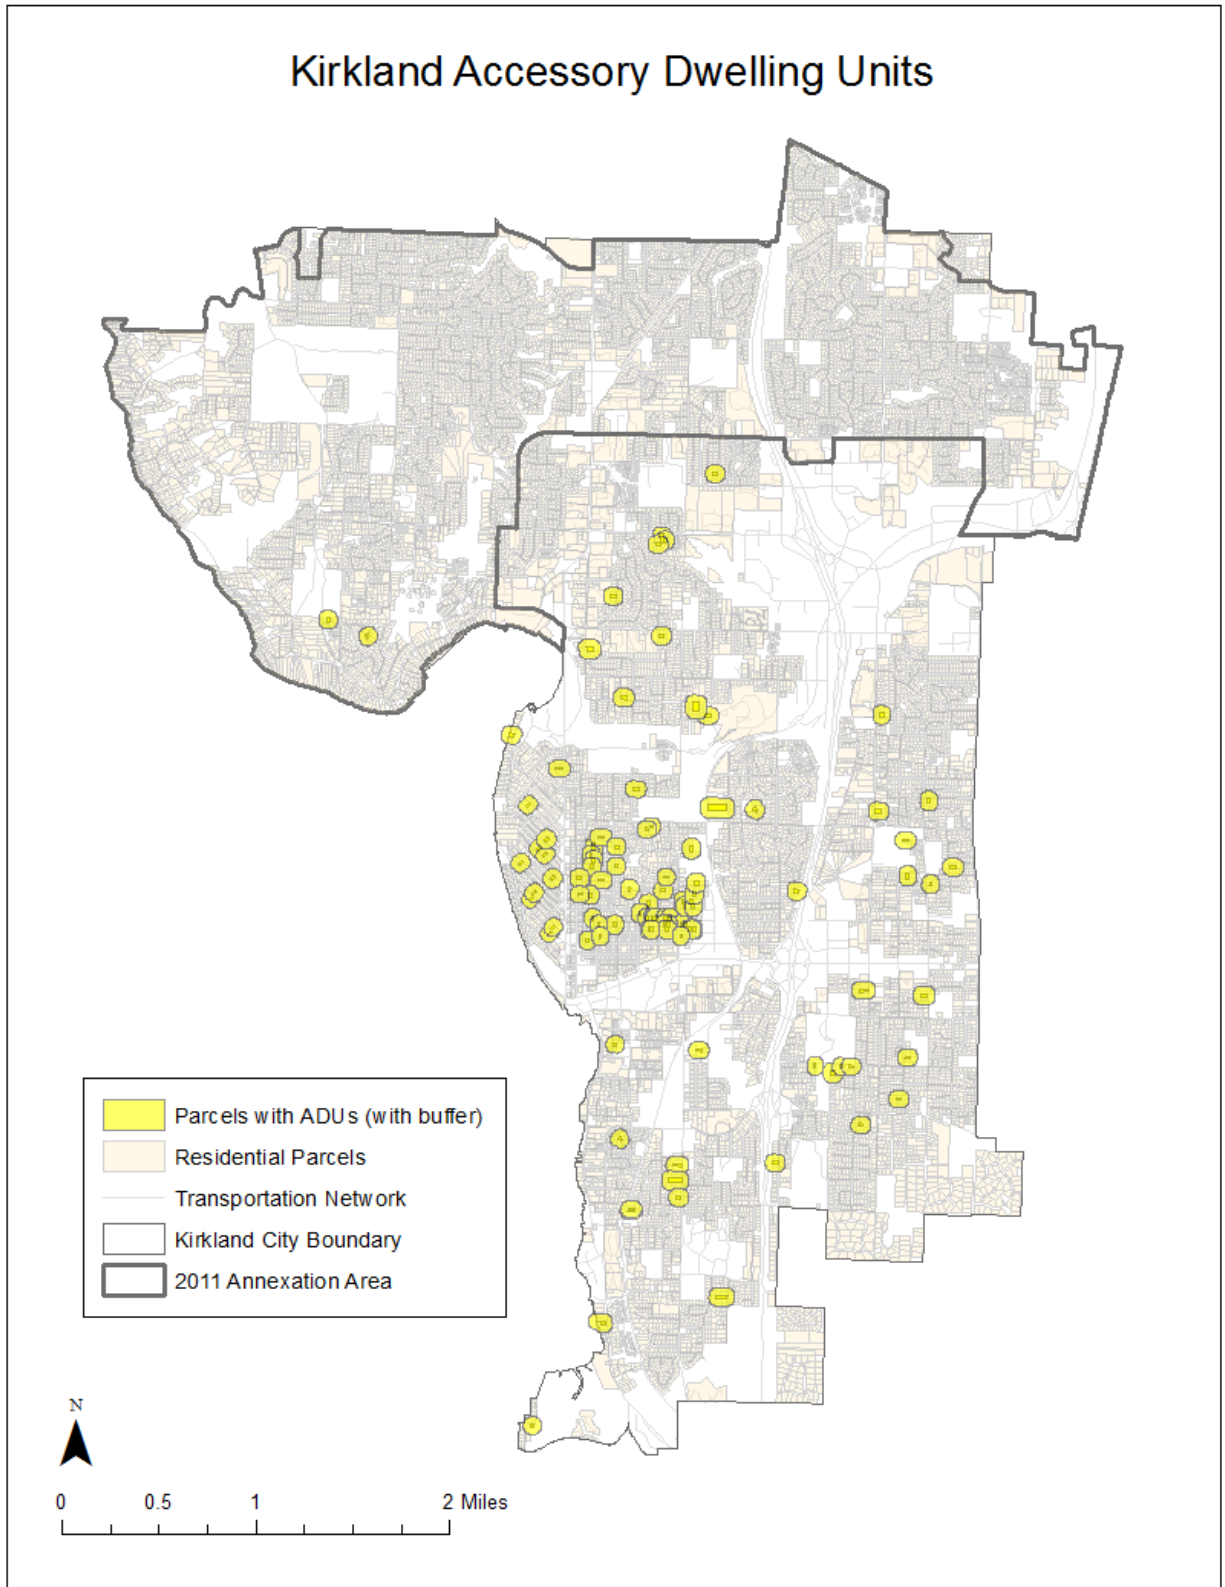 Kirkland Accessory Dwelling Units
Parcels with ADUs (with buffer)
Residential Parcels
Transportation Network
Kirkland City Boundary
2011 Annexation Area
N
0 0.5 1 2 Miles